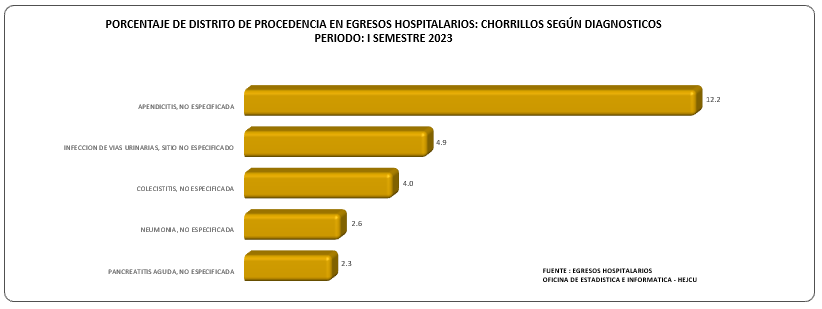 PORCENTAJE DE DISTRITO DE PROCEDENCIA EN EGRESOS HOSPITALARIOS: CHORRILLOS SEGÚN DIAGNOSTICOS
PERIODO: I SEMESTRE 2023
APENDICITIS, NO ESPECIFICADA
12.2
INFECCION DE VIAS URINARIAS, SITIO NO ESPECIFICADO
4.9
COLECISTITIS, NO ESPECIFICADA
4.0
NEUMONIA, NO ESPECIFICADA
2.6
PANCREATITIS AGUDA, NO ESPECIFICADA
2.3
FUENTE : EGRESOS HOSPITALARIOS
OFICINA DE ESTADISTICA E INFORMATICA - HEJCU